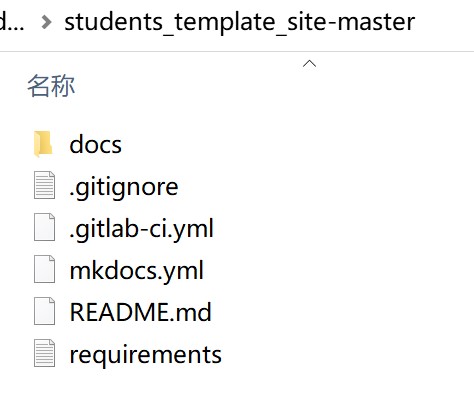 d... > students_template_site-master
名称
docs
.gitignore
.gitlab-ci.yml
mkdocs.yml
README.md
requirements